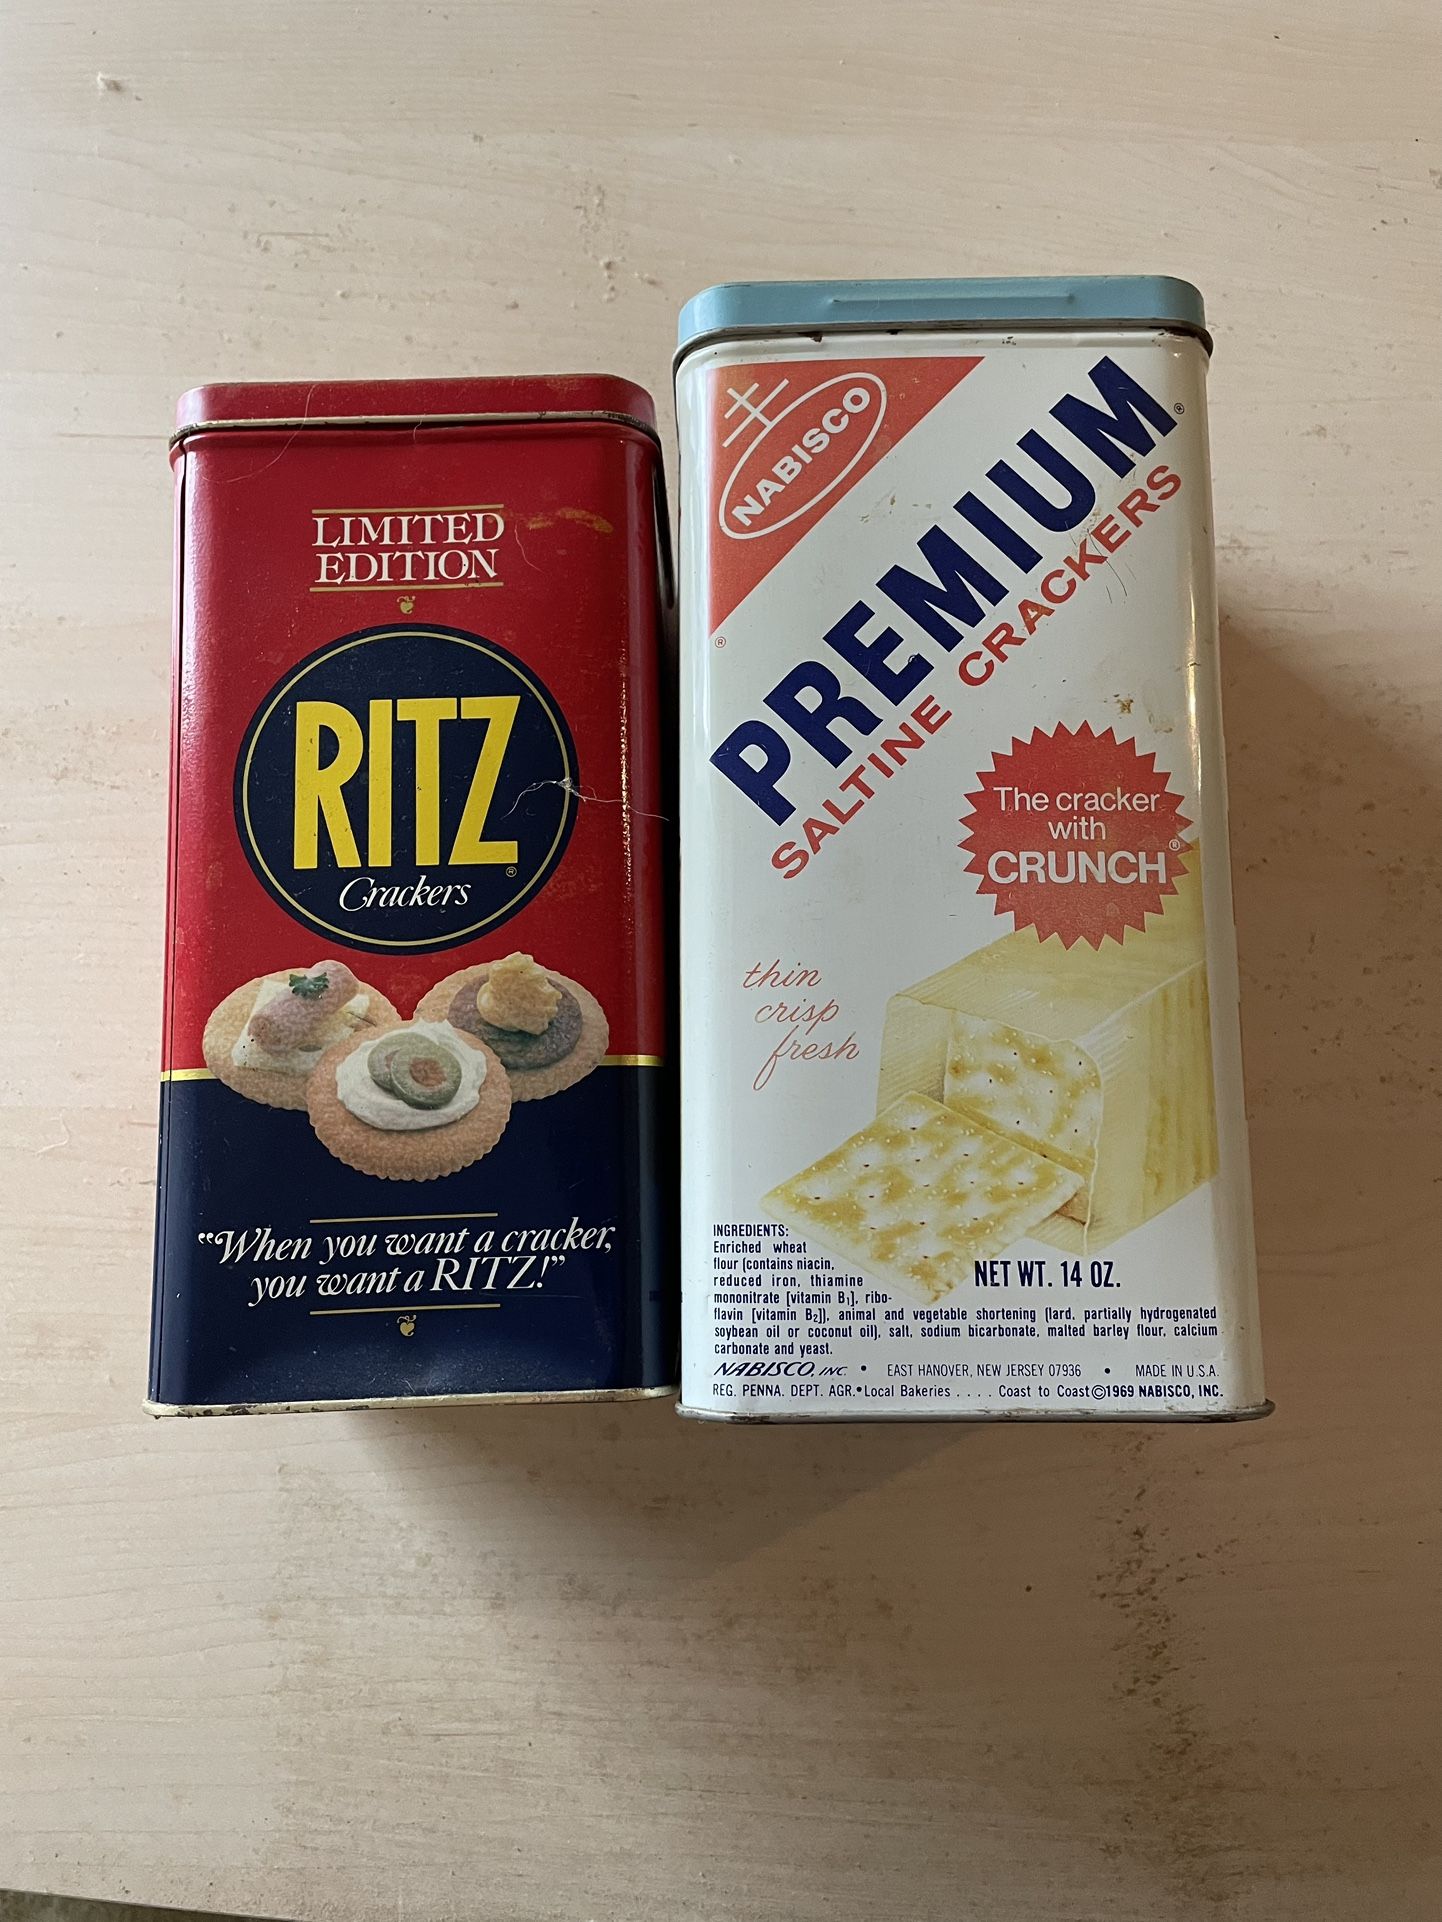 LIMITED
EDITION
RITZ®
Crackers
“When you want a cracker,
you want a RITZ!”
NABISCO
®
PREMIUM®
SALTINE CRACKERS
The cracker
with
CRUNCH®
thin
crisp
fresh
INGREDIENTS:
Enriched wheat
flour (contains niacin,
reduced iron, thiamine
mononitrate [vitamin B₁], ribo-
flavin [vitamin B₂]), animal and vegetable shortening (lard, partially hydrogenated
soybean oil or coconut oil), salt, sodium bicarbonate, malted barley flour, calcium
carbonate and yeast.
NET WT. 14 OZ.
NABISCO, INC. • EAST HANOVER, NEW JERSEY 07936 • MADE IN U.S.A.
REG. PENNA. DEPT. AGR.•Local Bakeries . . . . Coast to Coast©1969 NABISCO, INC.